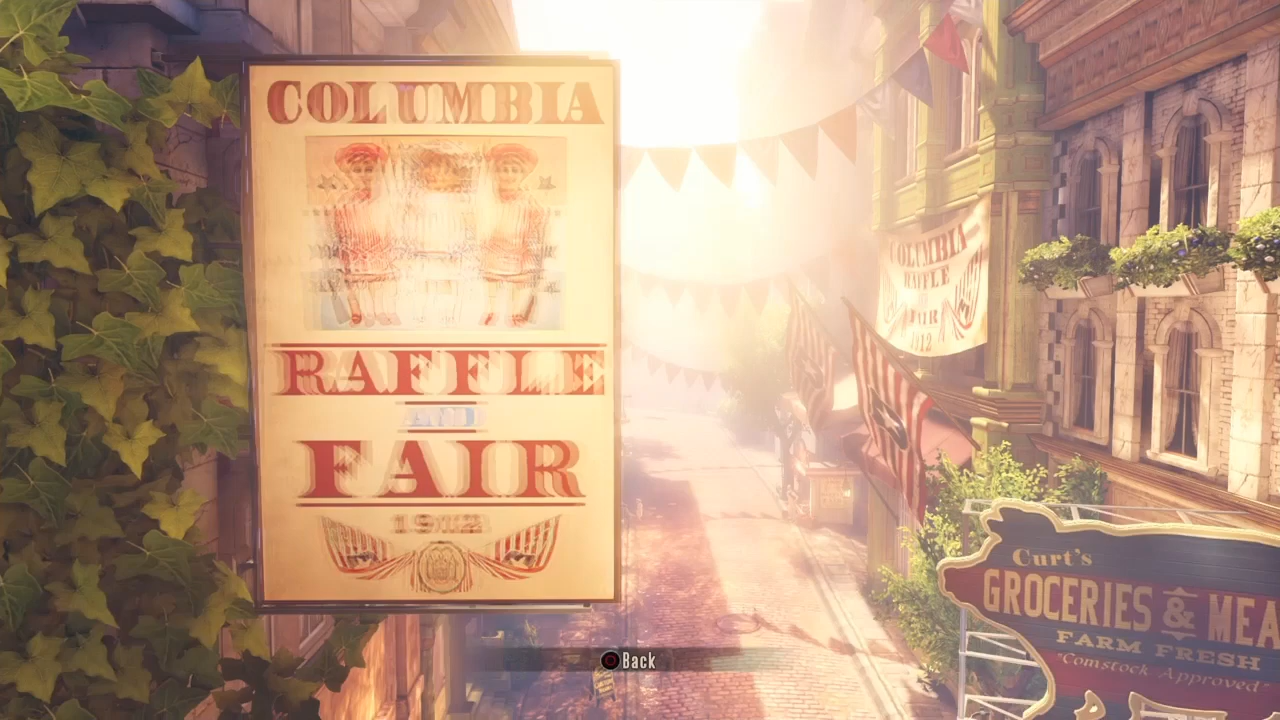 COLUMBIA
RAFFLE
AND
FAIR
1912
COLUMBIA
RAFFLE
FAIR
1912
Curt's
GROCERIES & MEA
FARM FRESH
"Comstock Approved"
Back